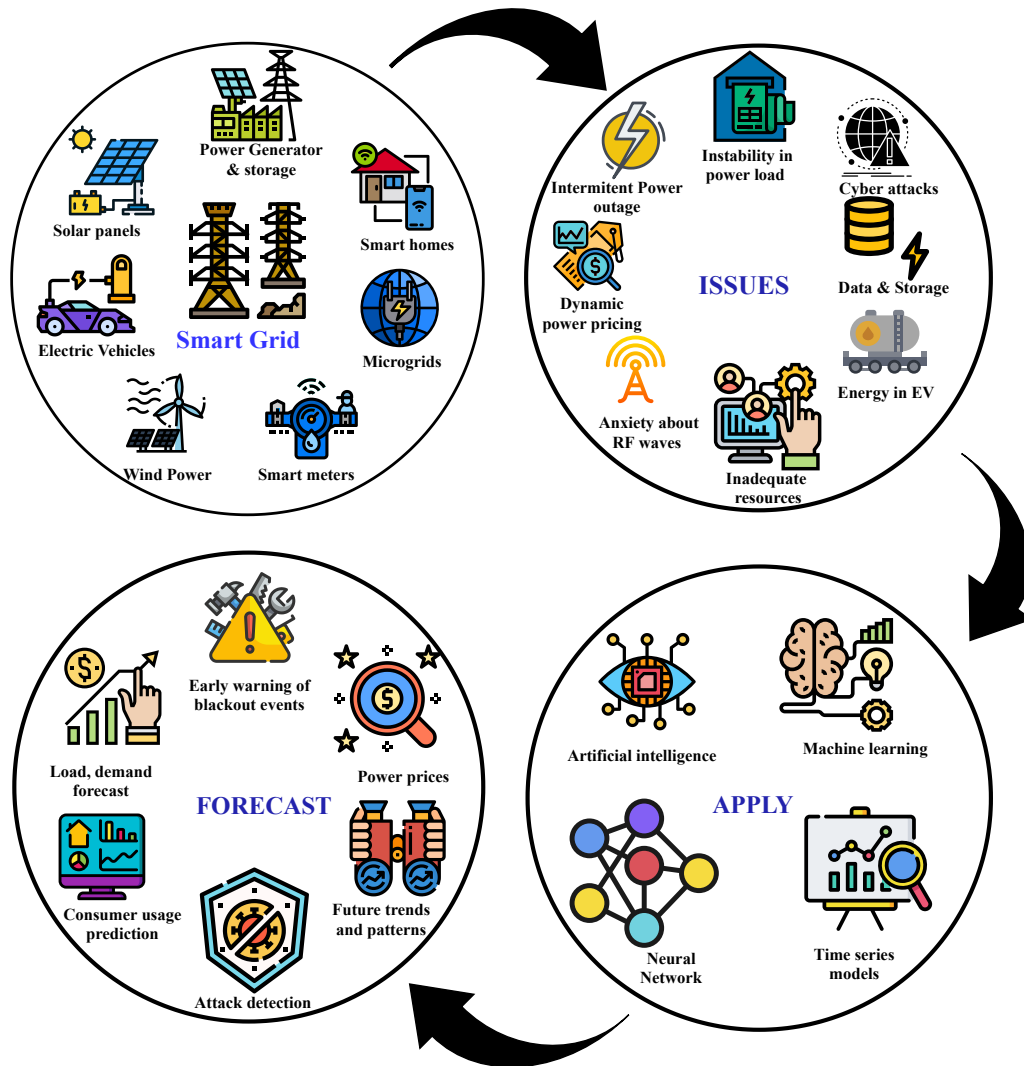 Power Generator
& storage
Solar panels
Smart homes
Electric Vehicles
Smart Grid
Microgrids
Wind Power
Smart meters
Intermitent Power
outage
Instability in
power load
Cyber attacks
Dynamic
power pricing
ISSUES
Data & Storage
Anxiety about
RF waves
Energy in EV
Inadequate
resources
Early warning of
blackout events
Load, demand
forecast
Power prices
FORECAST
Consumer usage
prediction
Future trends
and patterns
Attack detection
Artificial intelligence
Machine learning
APPLY
Neural
Network
Time series
models